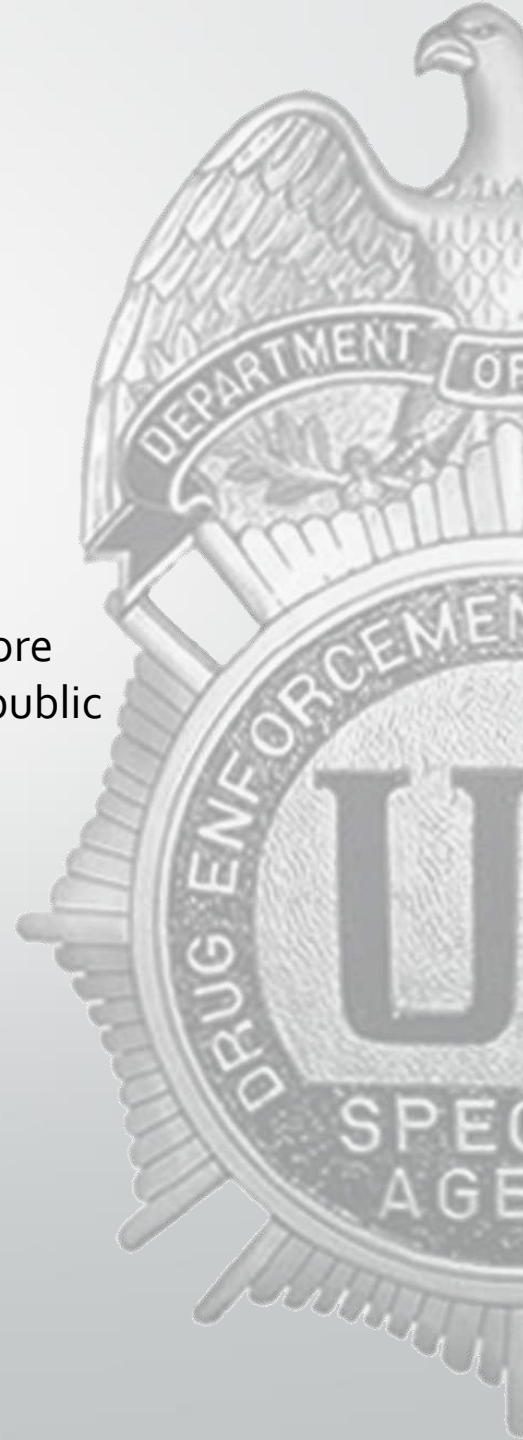 DEPARTMENT OF
ore
public
DRUG ENFORCEMEN
U
SPEC
AGE